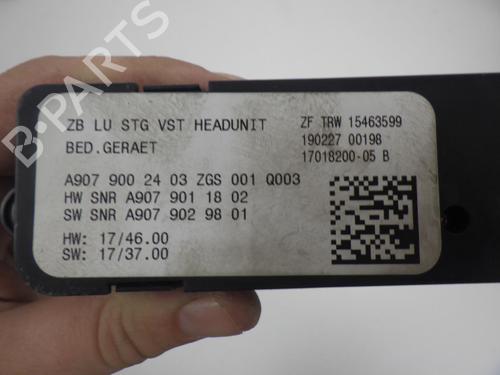 ZB LU STG VST HEADUNIT
BED.GERAET
ZF TRW 15463599
190227 00198
17018200-05 B
A907 900 24 03 ZGS 001 Q003
HW SNR A907 901 18 02
SW SNR A907 902 98 01
HW: 17/46.00
SW: 17/37.00
B PARTS